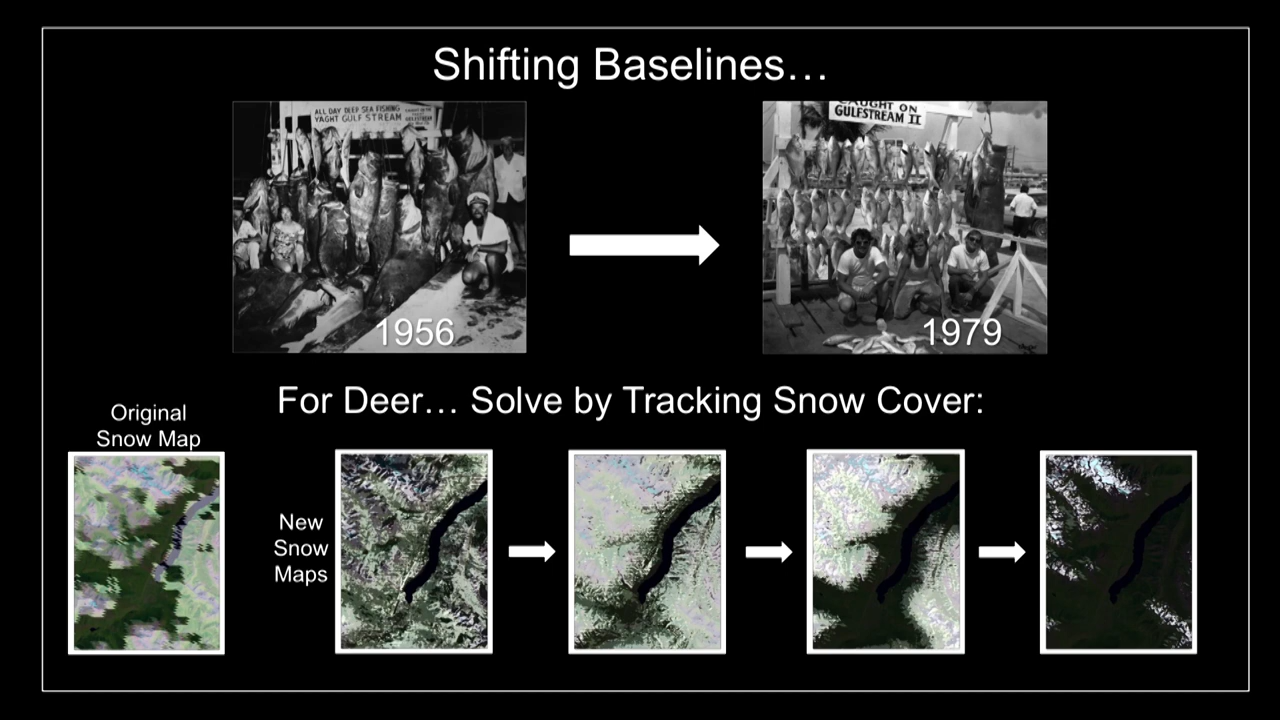 Shifting Baselines…
ALL DAY DEEP SEA FISHING
YACHT GULF STREAM
CAUGHT ON
GULFSTREAM II
1956
1979
For Deer… Solve by Tracking Snow Cover:
Original
Snow Map
New
Snow
Maps